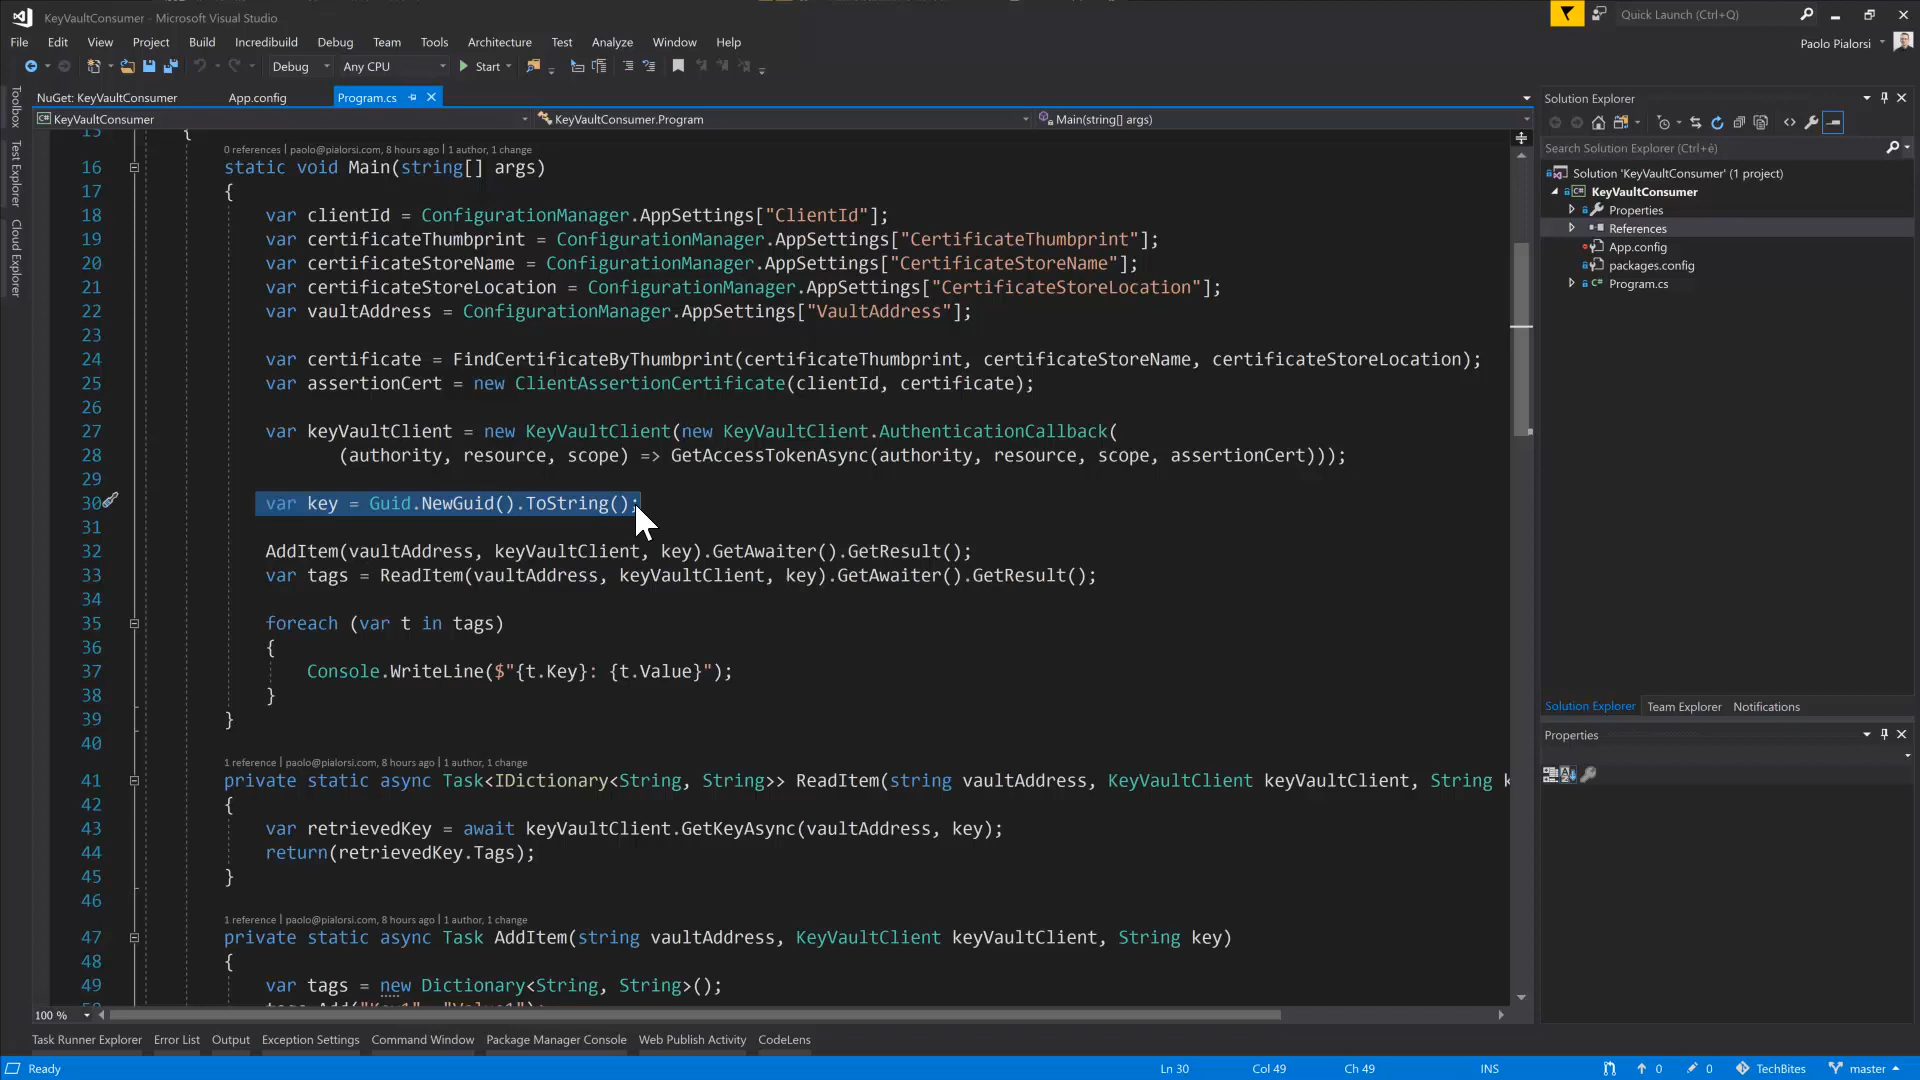 KeyVaultConsumer - Microsoft Visual Studio
Quick Launch (Ctrl+Q)
File Edit View Project Build Incredibuild Debug Team Tools Architecture Test Analyze Window Help
Paolo Pialorsi
Debug Any CPU Start
Toolbox
Test Explorer
Cloud Explorer
NuGet: KeyVaultConsumer App.config Program.cs
KeyVaultConsumer KeyVaultConsumer.Program Main(string[] args)
15 {
0 references | paolo@pialorsi.com, 8 hours ago | 1 author, 1 change
16 static void Main(string[] args)
17 {
18 var clientId = ConfigurationManager.AppSettings["ClientId"];
19 var certificateThumbprint = ConfigurationManager.AppSettings["CertificateThumbprint"];
20 var certificateStoreName = ConfigurationManager.AppSettings["CertificateStoreName"];
21 var certificateStoreLocation = ConfigurationManager.AppSettings["CertificateStoreLocation"];
22 var vaultAddress = ConfigurationManager.AppSettings["VaultAddress"];
23
24 var certificate = FindCertificateByThumbprint(certificateThumbprint, certificateStoreName, certificateStoreLocation);
25 var assertionCert = new ClientAssertionCertificate(clientId, certificate);
26
27 var keyVaultClient = new KeyVaultClient(new KeyVaultClient.AuthenticationCallback(
28 (authority, resource, scope) => GetAccessTokenAsync(authority, resource, scope, assertionCert)));
29
30 var key = Guid.NewGuid().ToString();
31
32 AddItem(vaultAddress, keyVaultClient, key).GetAwaiter().GetResult();
33 var tags = ReadItem(vaultAddress, keyVaultClient, key).GetAwaiter().GetResult();
34
35 foreach (var t in tags)
36 {
37 Console.WriteLine($"{t.Key}: {t.Value}");
38 }
39 }
40
1 reference | paolo@pialorsi.com, 8 hours ago | 1 author, 1 change
41 private static async Task<IDictionary<String, String>> ReadItem(string vaultAddress, KeyVaultClient keyVaultClient, String k
42 {
43 var retrievedKey = await keyVaultClient.GetKeyAsync(vaultAddress, key);
44 return(retrievedKey.Tags);
45 }
46
1 reference | paolo@pialorsi.com, 8 hours ago | 1 author, 1 change
47 private static async Task AddItem(string vaultAddress, KeyVaultClient keyVaultClient, String key)
48 {
49 var tags = new Dictionary<String, String>();
100 %
Solution Explorer
Search Solution Explorer (Ctrl+è)
Solution 'KeyVaultConsumer' (1 project)
KeyVaultConsumer
Properties
References
App.config
packages.config
Program.cs
Solution Explorer Team Explorer Notifications
Properties
Task Runner Explorer Error List Output Exception Settings Command Window Package Manager Console Web Publish Activity CodeLens
Ready Ln 30 Col 49 Ch 49 INS 0 0 TechBites master